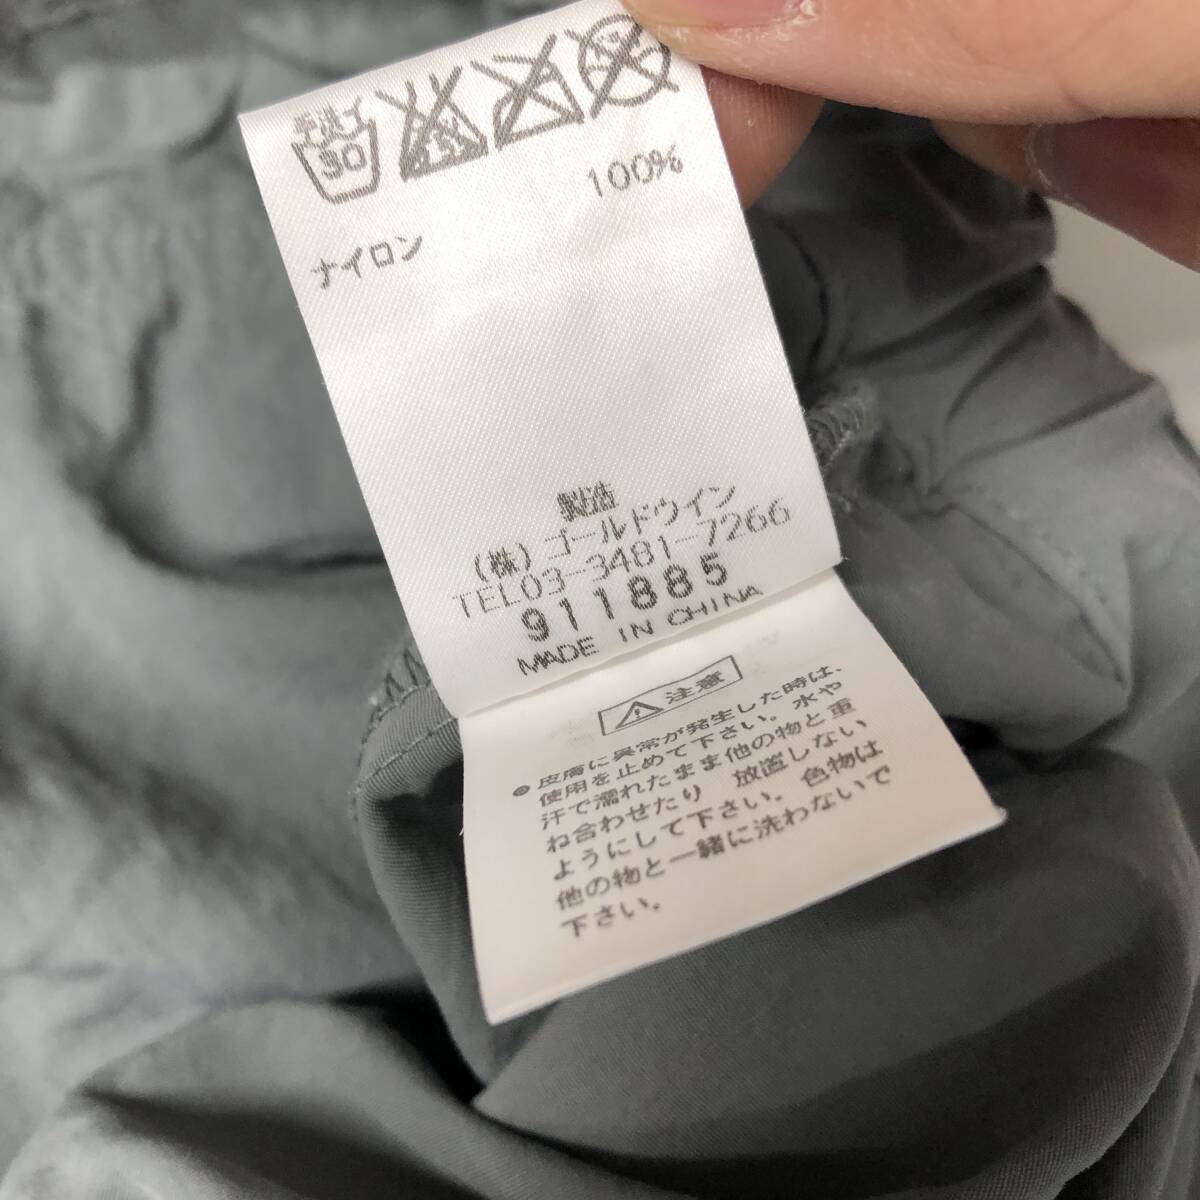 手洗イ
30
エンソ
100%
ナイロン
製造
(株)ゴールドウイン
TEL03-3481-7266
911885
MADE IN CHINA
注意
●皮膚に異常が発生した時は、
使用を止めて下さい。水や
汗で濡れたまま他の物と重
ね合わせたり 放置しない
ようにして下さい。色物は
他の物と一緒に洗わないで
下さい。